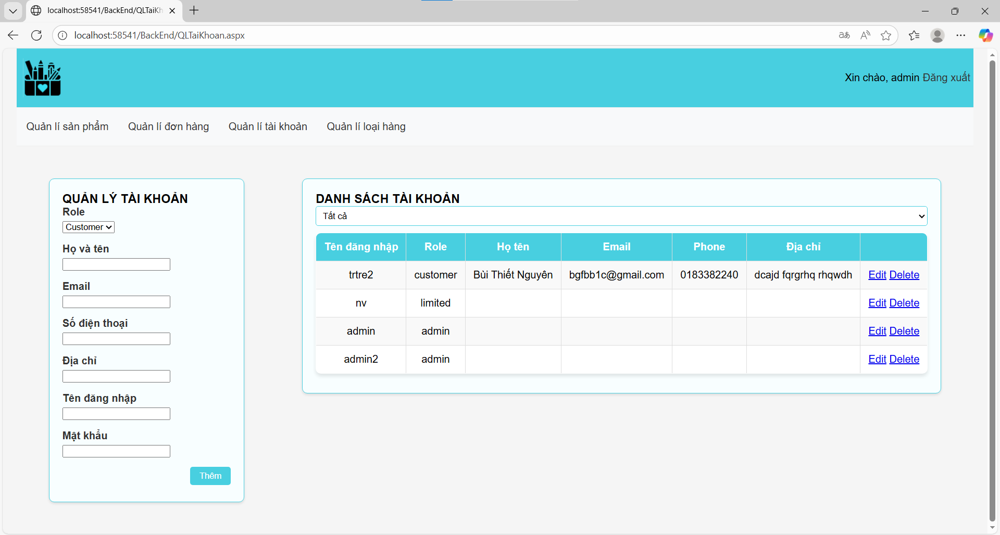 localhost:58541/BackEnd/QLTaiKh
localhost:58541/BackEnd/QLTaiKhoan.aspx
Xin chào, admin Đăng xuất
Quản lí sản phẩm Quản lí đơn hàng Quản lí tài khoản Quản lí loại hàng
QUẢN LÝ TÀI KHOẢN
Role
Customer
Họ và tên
Email
Số điện thoại
Địa chỉ
Tên đăng nhập
Mật khẩu
Thêm
DANH SÁCH TÀI KHOẢN
Tất cả
Tên đăng nhập Role Họ tên Email Phone Địa chỉ
trtre2 customer Bùi Thiết Nguyên bgfbb1c@gmail.com 0183382240 dcajd fqrgrhq rhqwdh Edit Delete
nv limited Edit Delete
admin admin Edit Delete
admin2 admin Edit Delete